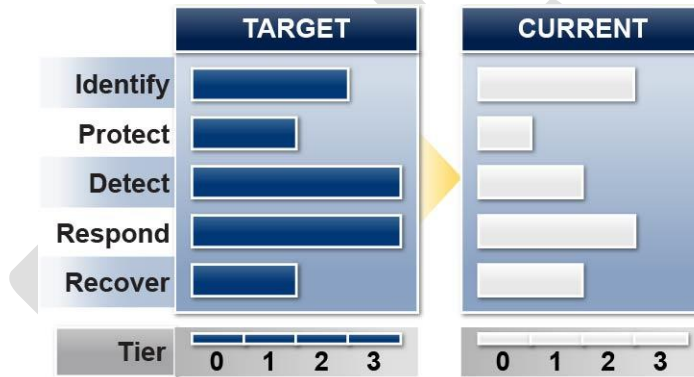 TARGET CURRENT
Identify
Protect
Detect
Respond
Recover
Tier 0 1 2 3 0 1 2 3